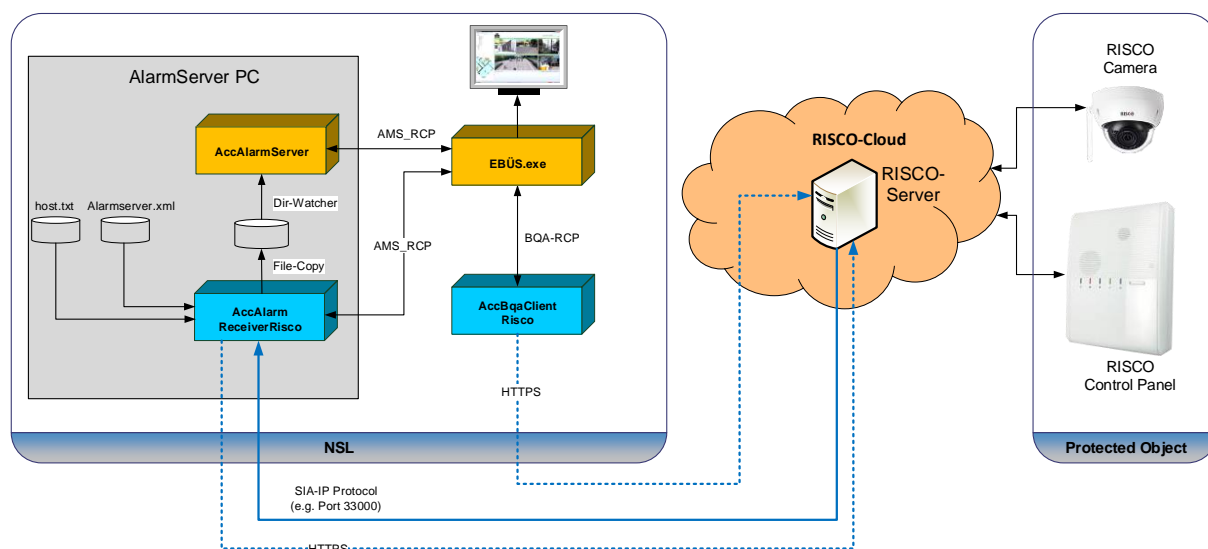 AlarmServer PC
AccAlarmServer
AMS_RCP
EBÜS.exe
host.txt
Alarmserver.xml
Dir-Watcher
AMS_RCP
BQA-RCP
File-Copy
AccAlarm
ReceiverRisco
AccBqaClient
Risco
HTTPS
NSL
SIA-IP Protocol
(e.g. Port 33000)
HTTPS
RISCO-Cloud
RISCO-
Server
RISCO
Camera
RISCO
Control Panel
Protected Object